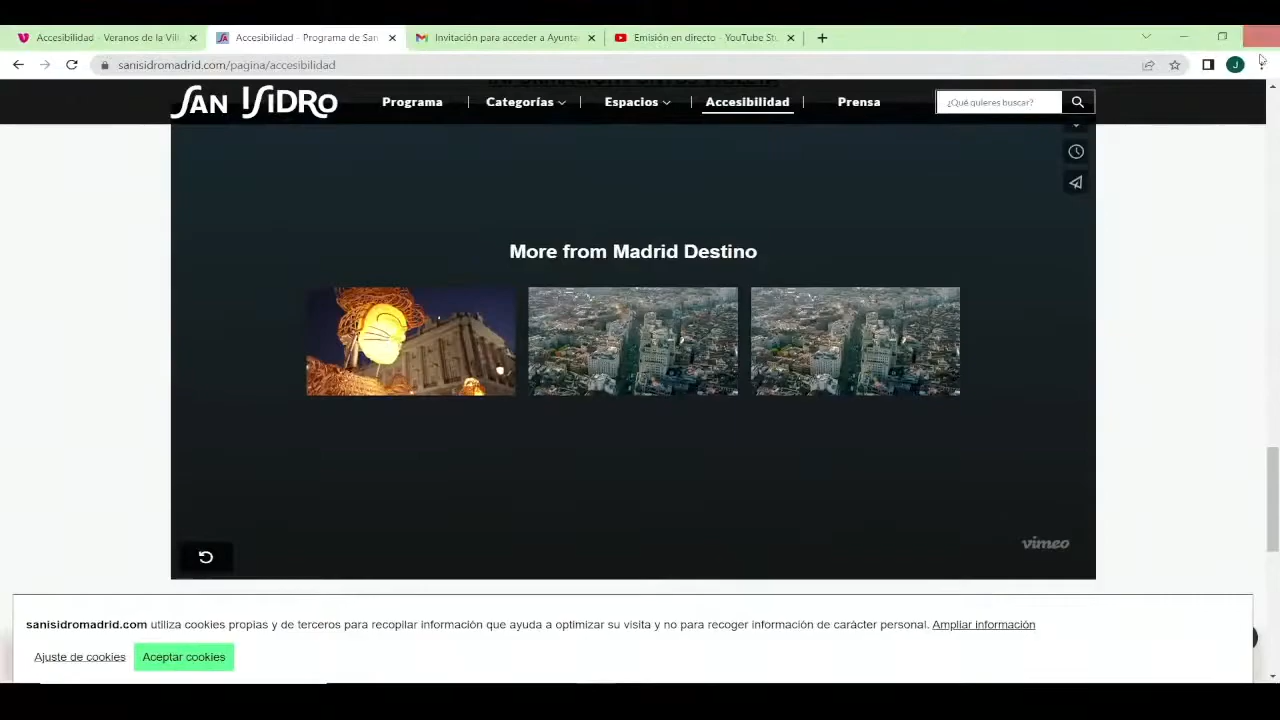 Accesibilidad - Veranos de la Vill
Accesibilidad - Programa de San
Invitación para acceder a Ayunta
Emisión en directo - YouTube Stu
sanisidromadrid.com/pagina/accesibilidad
J
SAN ISIDRO
Programa
Categorías
Espacios
Accesibilidad
Prensa
¿Qué quieres buscar?
More from Madrid Destino
vimeo
sanisidromadrid.com utiliza cookies propias y de terceros para recopilar información que ayuda a optimizar su visita y no para recoger información de carácter personal. Ampliar información
Ajuste de cookies
Aceptar cookies